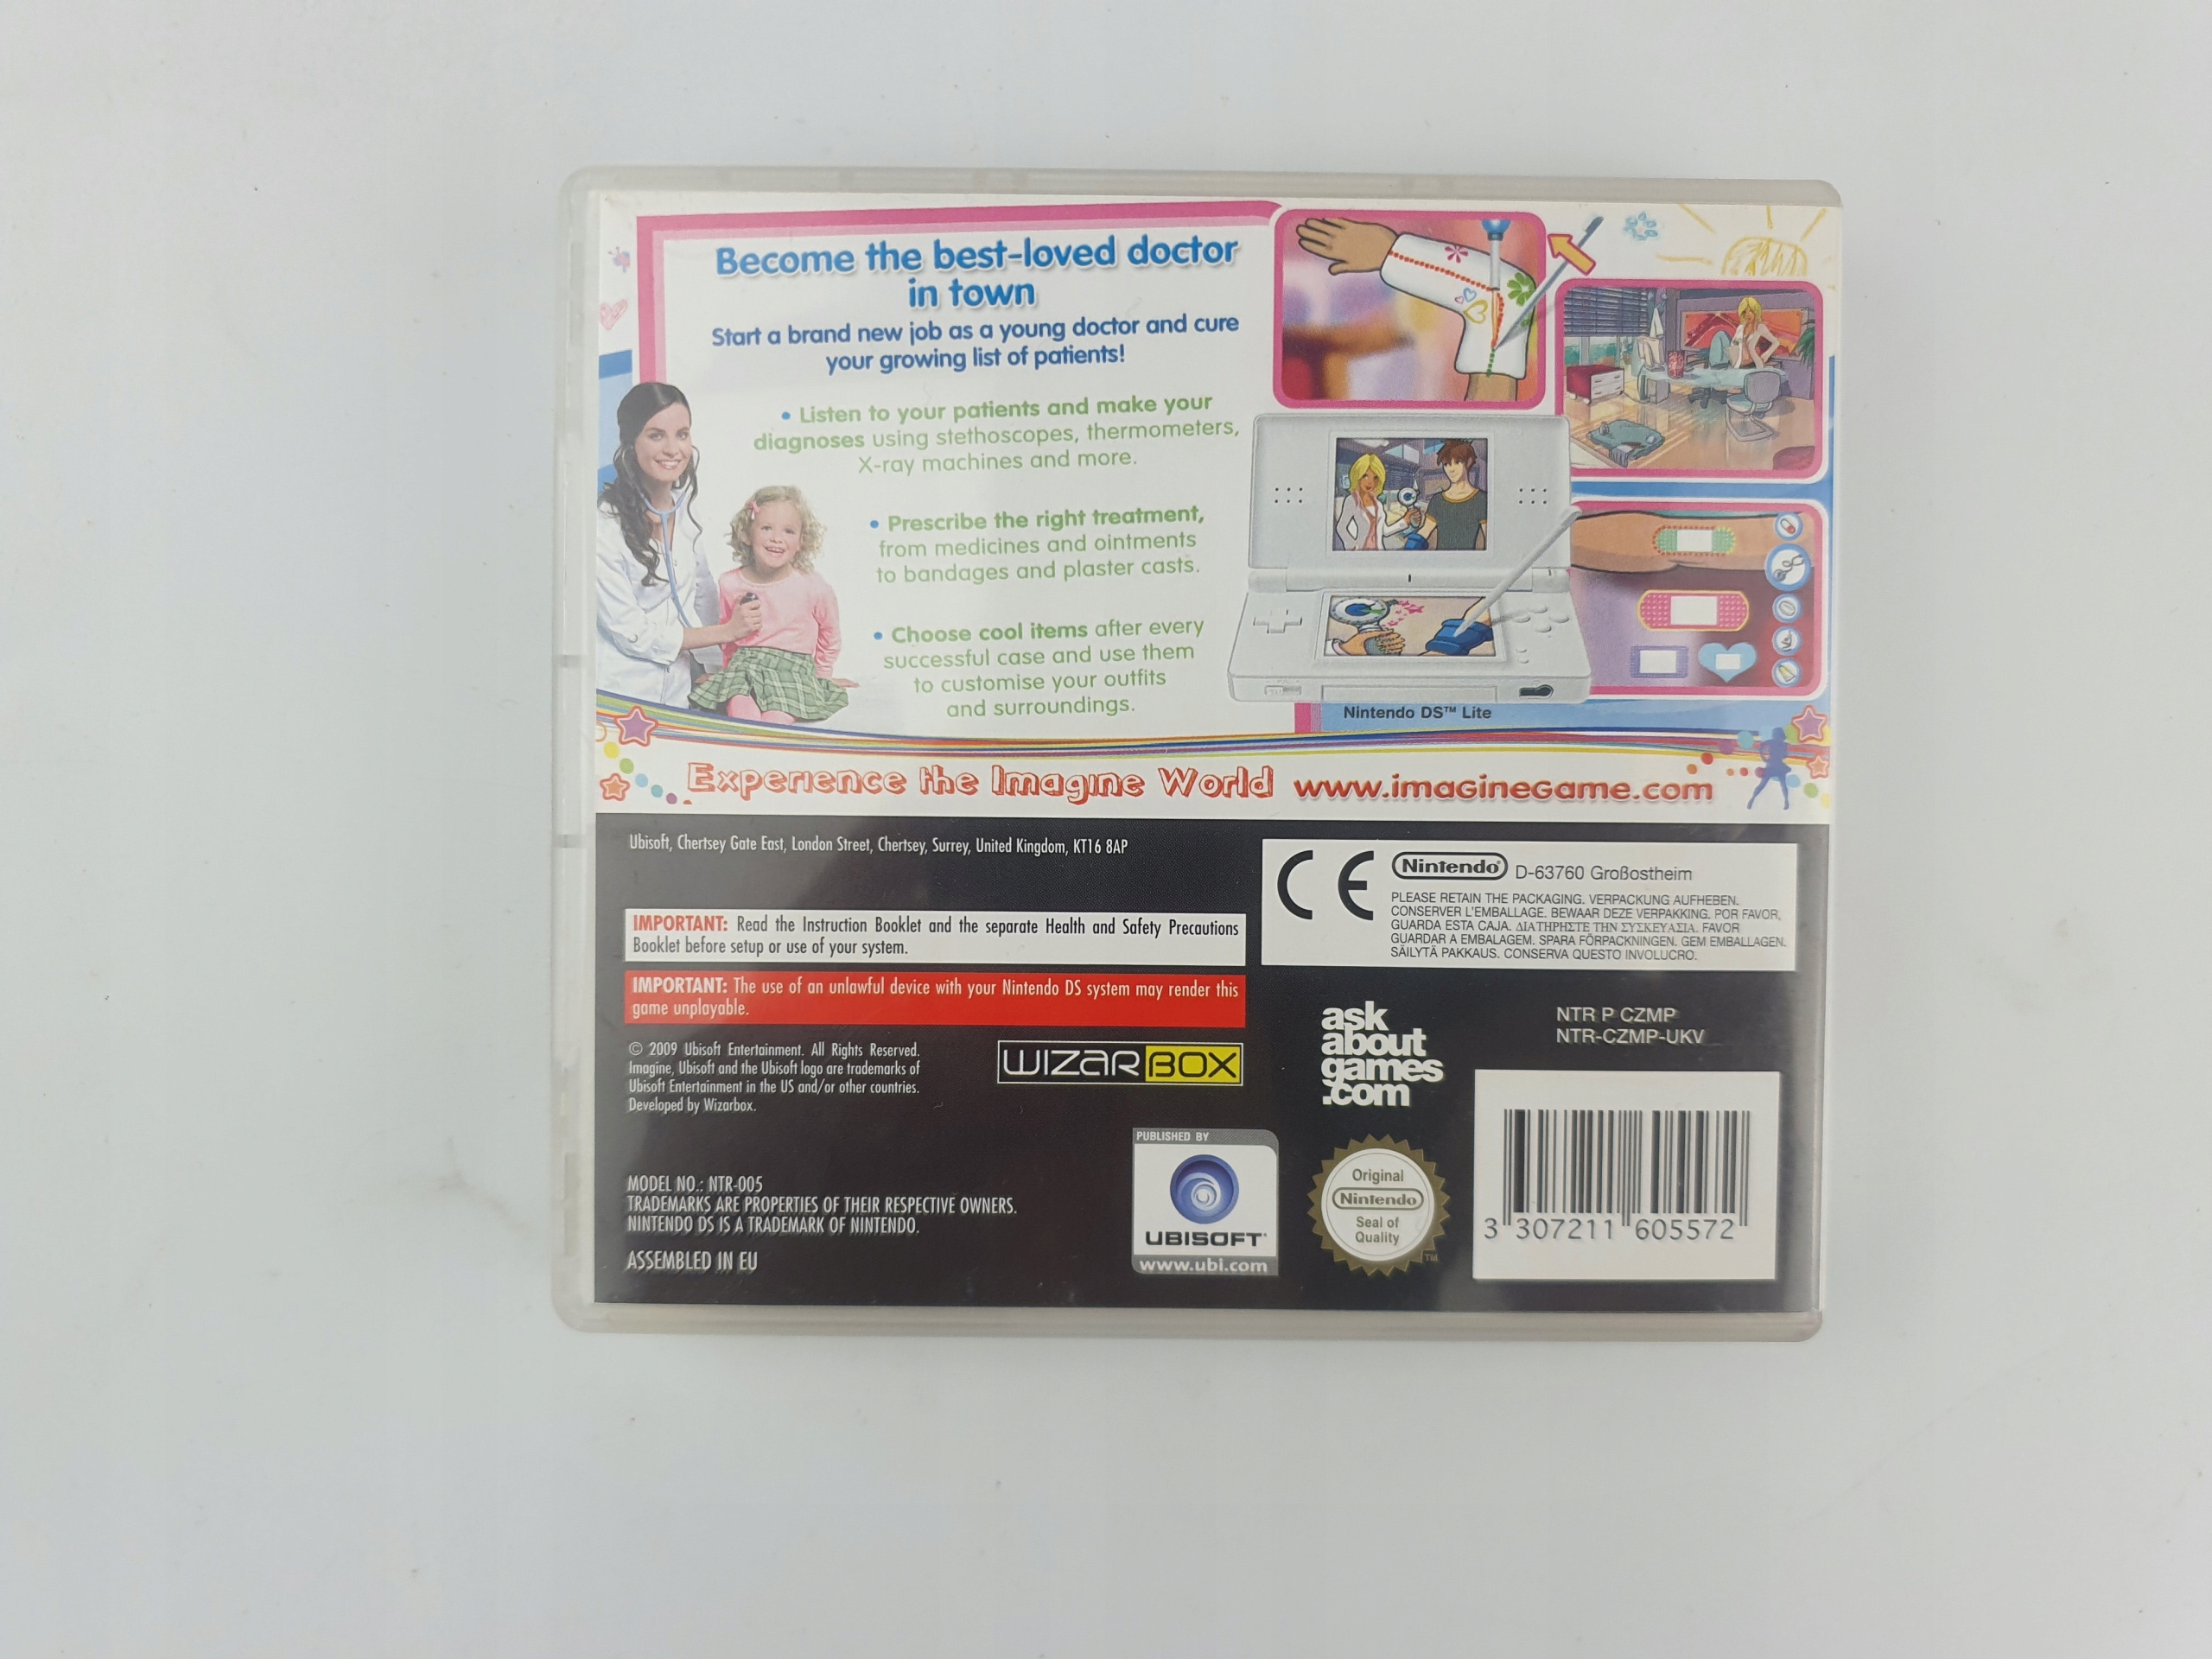 Become the best-loved doctor
in town
Start a brand new job as a young doctor and cure
your growing list of patients!
• Listen to your patients and make your
diagnoses using stethoscopes, thermometers,
X-ray machines and more.
• Prescribe the right treatment,
from medicines and ointments
to bandages and plaster casts.
• Choose cool items after every
successful case and use them
to customise your outfits
and surroundings.
Nintendo DS™ Lite
Experience the Imagine World www.imaginegame.com
Ubisoft, Chertsey Gate East, London Street, Chertsey, Surrey, United Kingdom, KT16 8AP
IMPORTANT: Read the Instruction Booklet and the separate Health and Safety Precautions
Booklet before setup or use of your system.
IMPORTANT: The use of an unlawful device with your Nintendo DS system may render this
game unplayable.
© 2009 Ubisoft Entertainment. All Rights Reserved.
Imagine, Ubisoft and the Ubisoft logo are trademarks of
Ubisoft Entertainment in the US and/or other countries.
Developed by Wizarbox.
WIZARBOX
MODEL NO.: NTR-005
TRADEMARKS ARE PROPERTIES OF THEIR RESPECTIVE OWNERS.
NINTENDO DS IS A TRADEMARK OF NINTENDO.
ASSEMBLED IN EU
PUBLISHED BY
UBISOFT
www.ubi.com
CE Nintendo D-63760 Großostheim
PLEASE RETAIN THE PACKAGING. VERPACKUNG AUFHEBEN.
CONSERVER L'EMBALLAGE. BEWAAR DEZE VERPAKKING. POR FAVOR,
GUARDA ESTA CAJA. ΔΙΑΤΗΡΗΣΤΕ ΤΗΝ ΣΥΣΚΕΥΑΣΙΑ. FAVOR
GUARDAR A EMBALAGEM. SPARA FÖRPACKNINGEN. GEM EMBALLAGEN.
SÄILYTÄ PAKKAUS. CONSERVA QUESTO INVOLUCRO.
ask
about
games
.com
NTR P CZMP
NTR-CZMP-UKV
Original
Nintendo
Seal of
Quality
TM
3 307211 605572